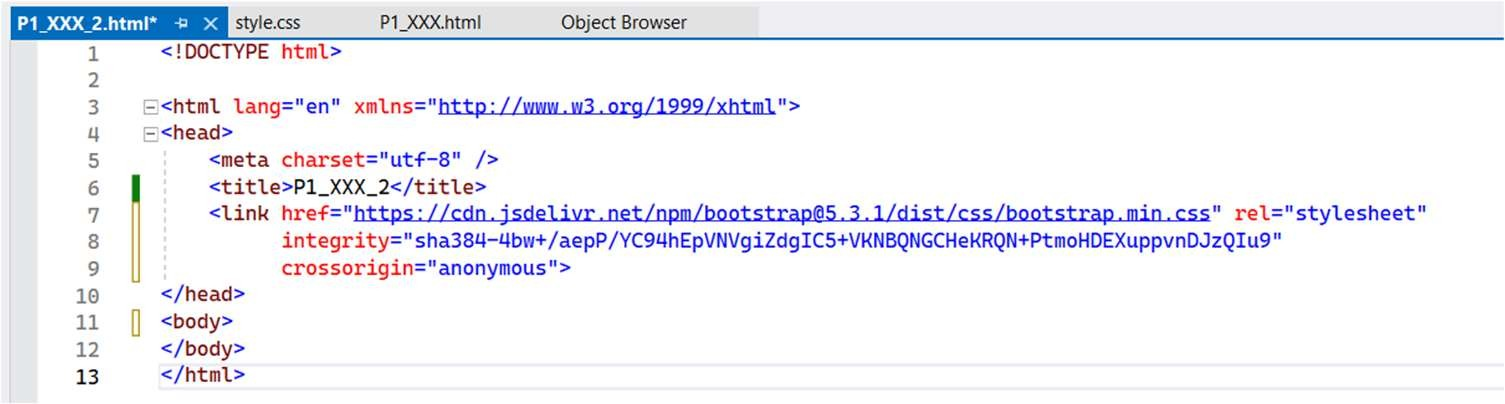 P1_XXX_2.html* style.css P1_XXX.html Object Browser
1 <!DOCTYPE html>
2
3 <html lang="en" xmlns="http://www.w3.org/1999/xhtml">
4 <head>
5 <meta charset="utf-8" />
6 <title>P1_XXX_2</title>
7 <link href="https://cdn.jsdelivr.net/npm/bootstrap@5.3.1/dist/css/bootstrap.min.css" rel="stylesheet"
8 integrity="sha384-4bw+/aepP/YC94hEpVNVgiZdgIC5+VKNBQNGCHeKRQN+PtmoHDEXuppvnDJzQIu9"
9 crossorigin="anonymous">
10 </head>
11 <body>
12 </body>
13 </html>